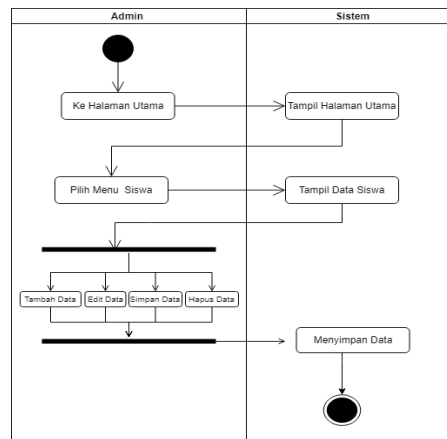 Admin
Sistem
Ke Halaman Utama
Tampil Halaman Utama
Pilih Menu Siswa
Tampil Data Siswa
Tambah Data
Edit Data
Simpan Data
Hapus Data
Menyimpan Data